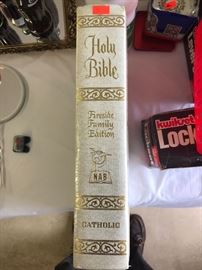 Holy
Bible
Fireside
Family
Edition
NAB
CATHOLIC
kwikset
LOCK